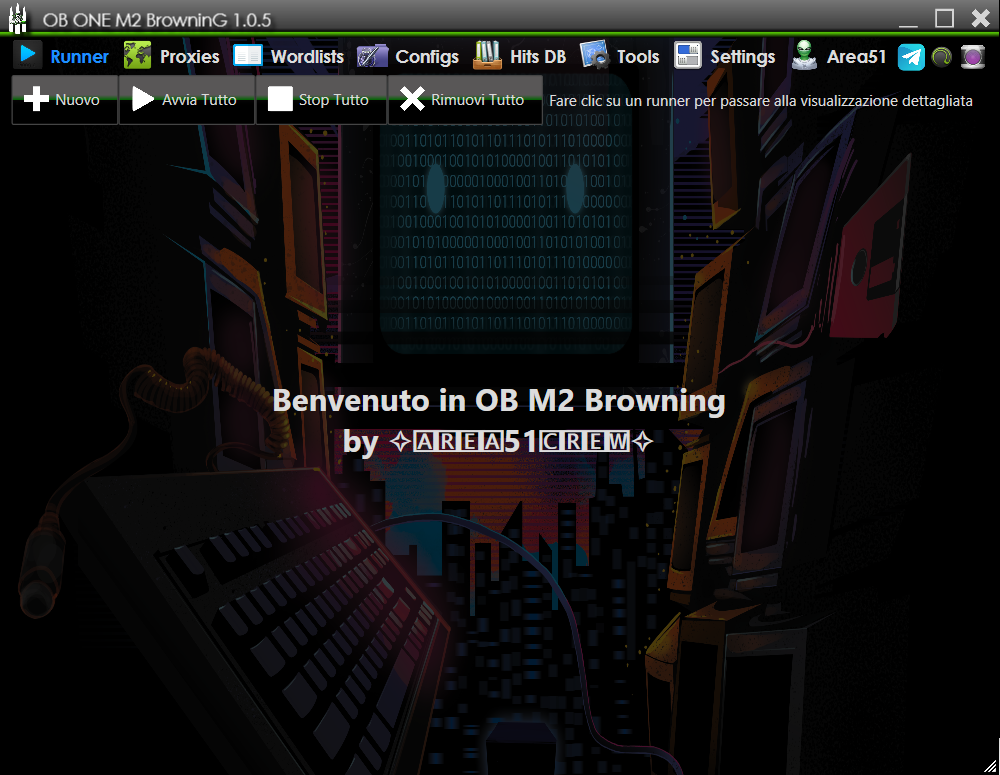 OB ONE M2 BrowninG 1.0.5
Runner Proxies Wordlists Configs Hits DB Tools Settings Area51
Nuovo Avvia Tutto Stop Tutto Rimuovi Tutto Fare clic su un runner per passare alla visualizzazione dettagliata
Benvenuto in OB M2 Browning
by ✧🄰🅁🄴🄰51🄲🅁🄴🅆✧